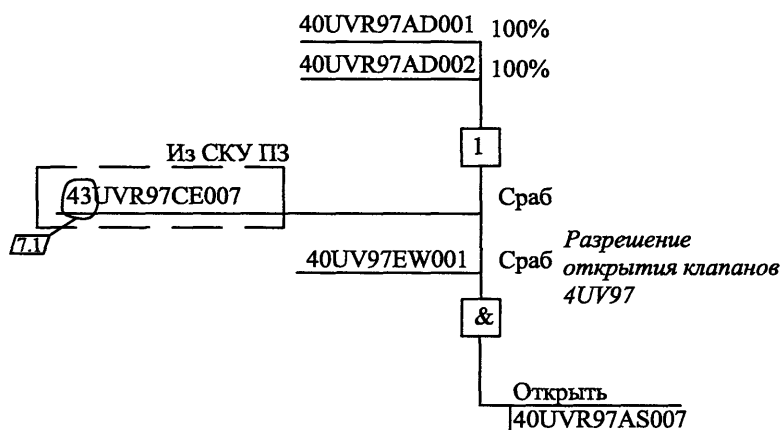 40UVR97AD001 100%
40UVR97AD002 100%
1
Из СКУ ПЗ
43UVR97CE007 Сраб
7.1
40UV97EW001 Сраб Разрешение
открытия клапанов
4UV97
&
Открыть
40UVR97AS007